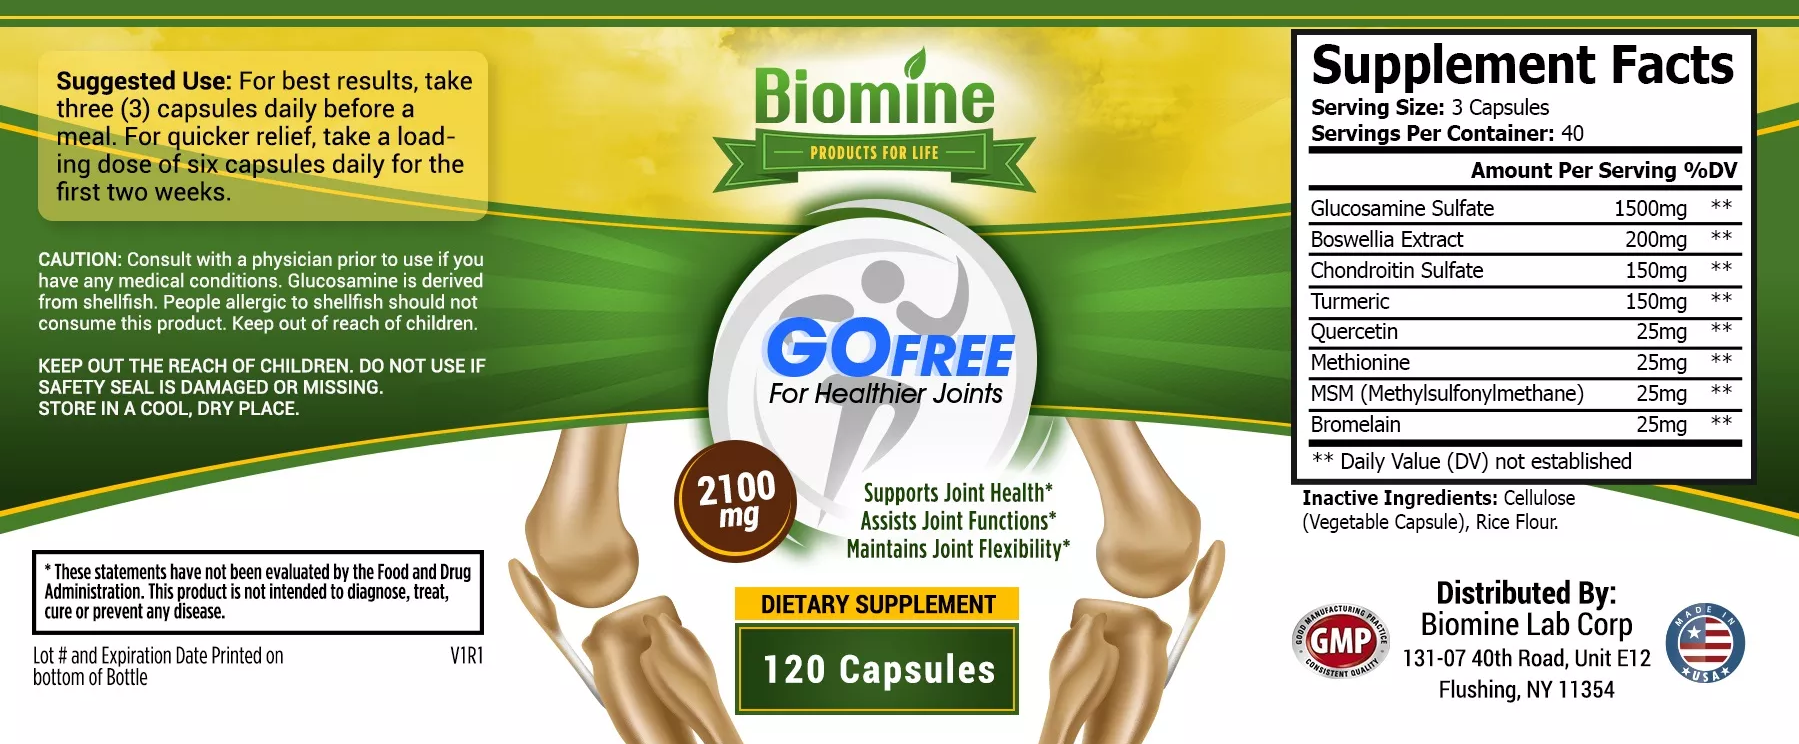 Suggested Use: For best results, take
three (3) capsules daily before a
meal. For quicker relief, take a load-
ing dose of six capsules daily for the
first two weeks.
CAUTION: Consult with a physician prior to use if you
have any medical conditions. Glucosamine is derived
from shellfish. People allergic to shellfish should not
consume this product. Keep out of reach of children.
KEEP OUT THE REACH OF CHILDREN. DO NOT USE IF
SAFETY SEAL IS DAMAGED OR MISSING.
STORE IN A COOL, DRY PLACE.
* These statements have not been evaluated by the Food and Drug
Administration. This product is not intended to diagnose, treat,
cure or prevent any disease.
Lot # and Expiration Date Printed on
bottom of Bottle
V1R1
Biomine
PRODUCTS FOR LIFE
GOFREE
For Healthier Joints
2100
mg
Supports Joint Health*
Assists Joint Functions*
Maintains Joint Flexibility*
DIETARY SUPPLEMENT
120 Capsules
Supplement Facts
Serving Size: 3 Capsules
Servings Per Container: 40
Amount Per Serving %DV
Glucosamine Sulfate 1500mg **
Boswellia Extract 200mg **
Chondroitin Sulfate 150mg **
Turmeric 150mg **
Quercetin 25mg **
Methionine 25mg **
MSM (Methylsulfonylmethane) 25mg **
Bromelain 25mg **
** Daily Value (DV) not established
Inactive Ingredients: Cellulose
(Vegetable Capsule), Rice Flour.
GOOD MANUFACTURING PRACTICE
GMP
CONSISTENT QUALITY
Distributed By:
Biomine Lab Corp
131-07 40th Road, Unit E12
Flushing, NY 11354
MADE IN
USA